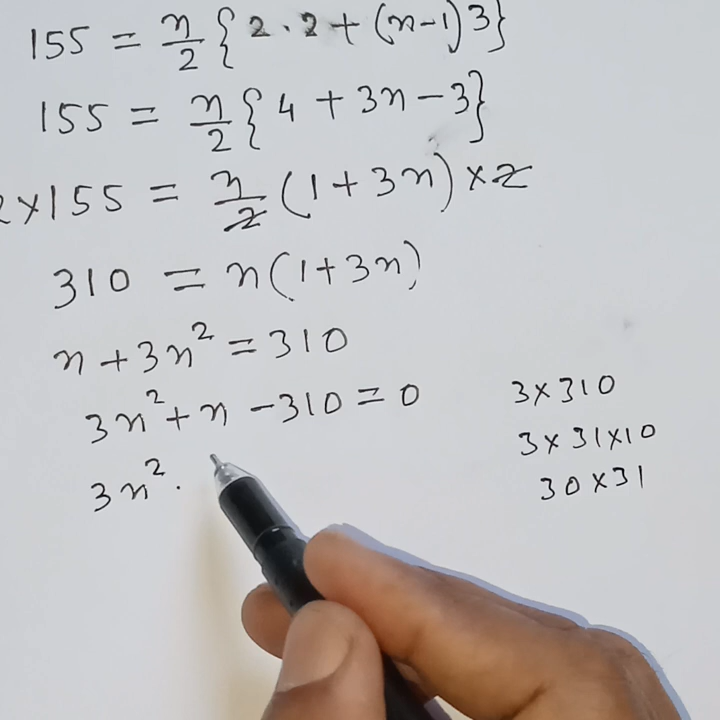 155 = n/2 {2.2 + (n-1)3}
155 = n/2 {4 + 3n - 3}
2×155 = n/2 (1+3n) ×2
310 = n(1+3n)
n + 3n² = 310
3n² + n - 310 = 0
3n².
3×310
3×31×10
30×31